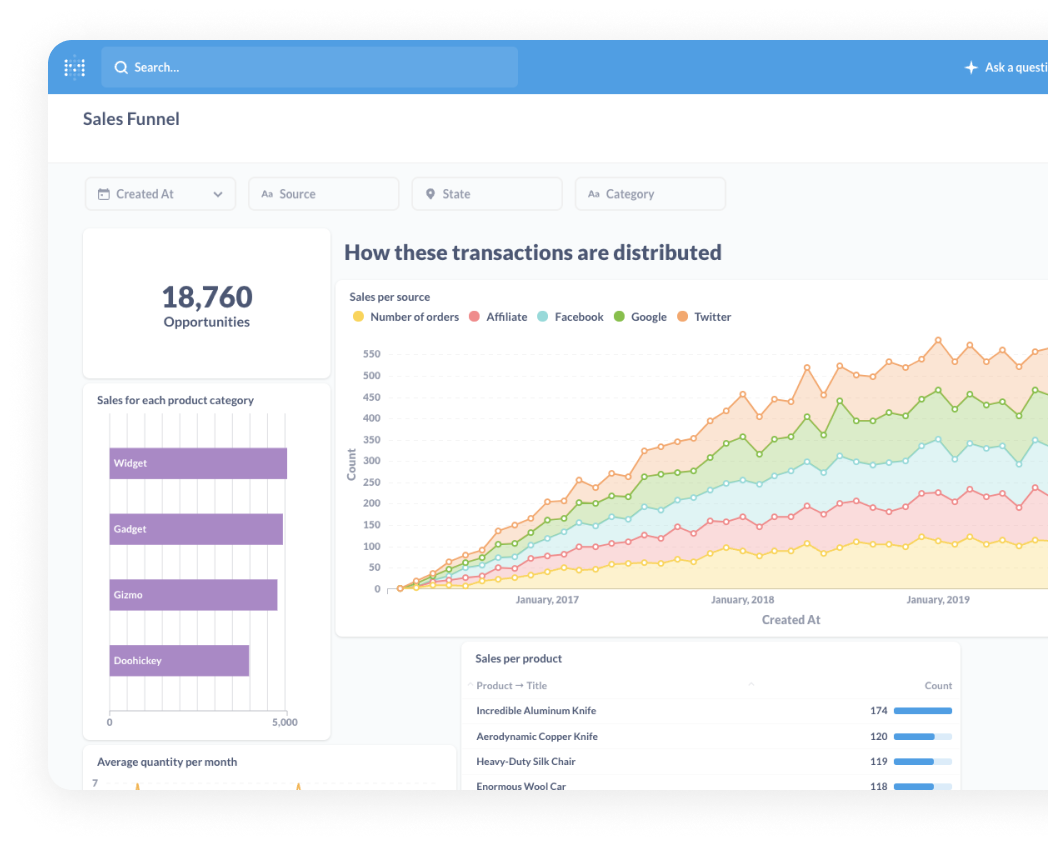 Search...
Ask a questi
Sales Funnel
Created At
Aa Source
State
Aa Category
18,760
Opportunities
How these transactions are distributed
Sales per source
Number of orders Affiliate Facebook Google Twitter
550
500
450
400
350
300
250
200
150
100
50
0
Count
January, 2017 January, 2018 January, 2019
Created At
Sales for each product category
Widget
Gadget
Gizmo
Doohickey
0 5,000
Sales per product
Product → Title Count
Incredible Aluminum Knife 174
Aerodynamic Copper Knife 120
Heavy-Duty Silk Chair 119
Enormous Wool Car 118
Average quantity per month
7